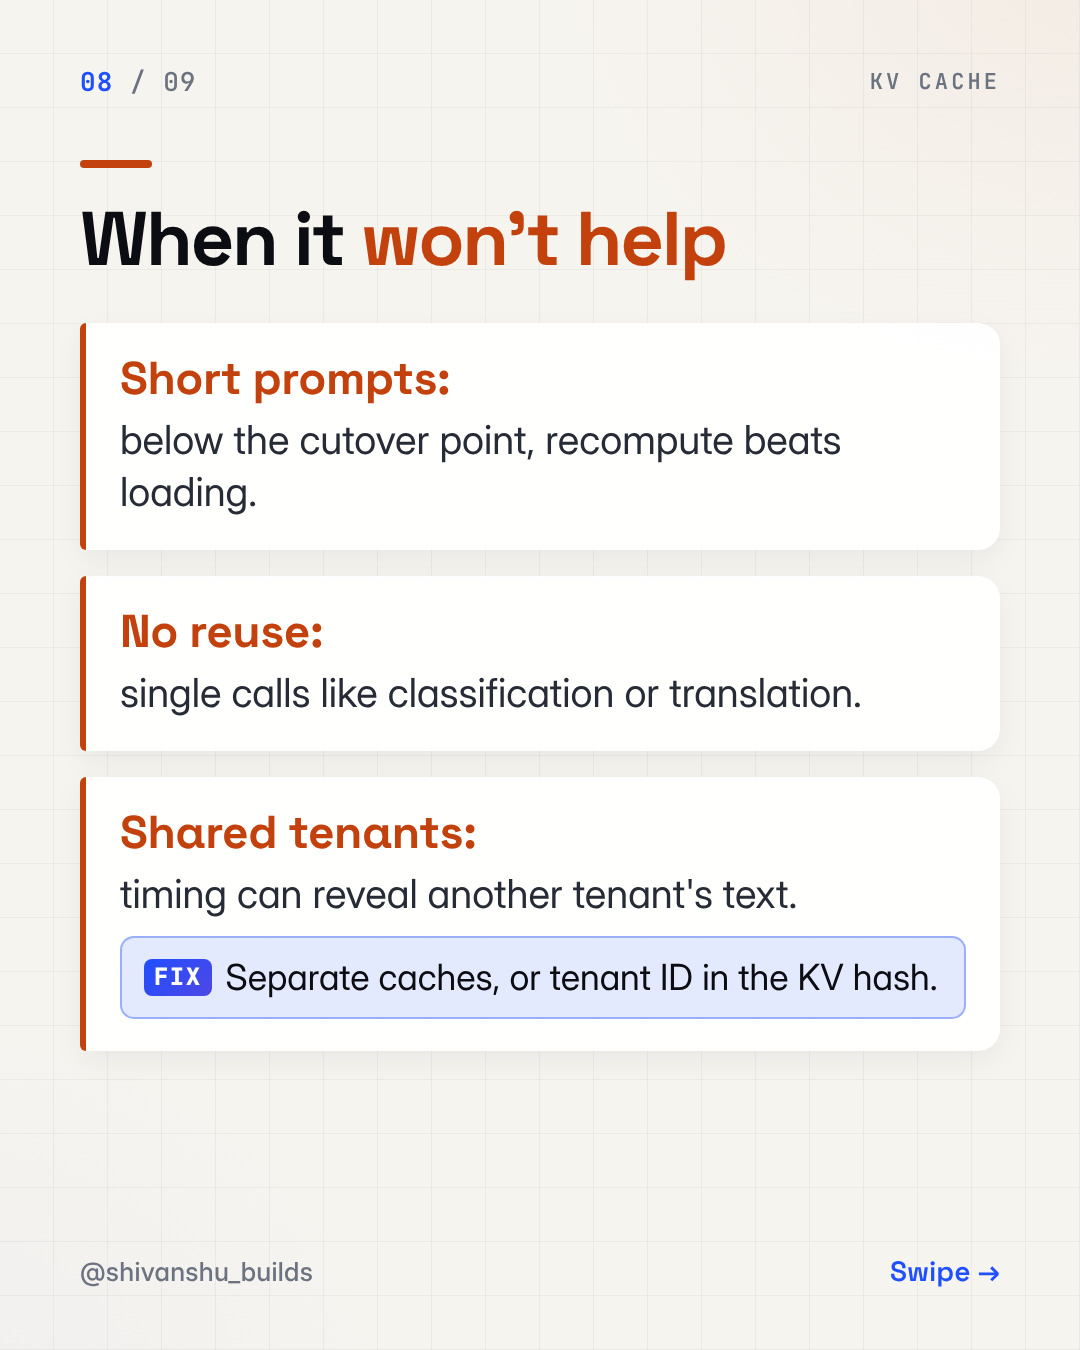 08 / 09
KV CACHE
When it won’t help
Short prompts:
below the cutover point, recompute beats
loading.
No reuse:
single calls like classification or translation.
Shared tenants:
timing can reveal another tenant's text.
FIX Separate caches, or tenant ID in the KV hash.
@shivanshu_builds
Swipe →